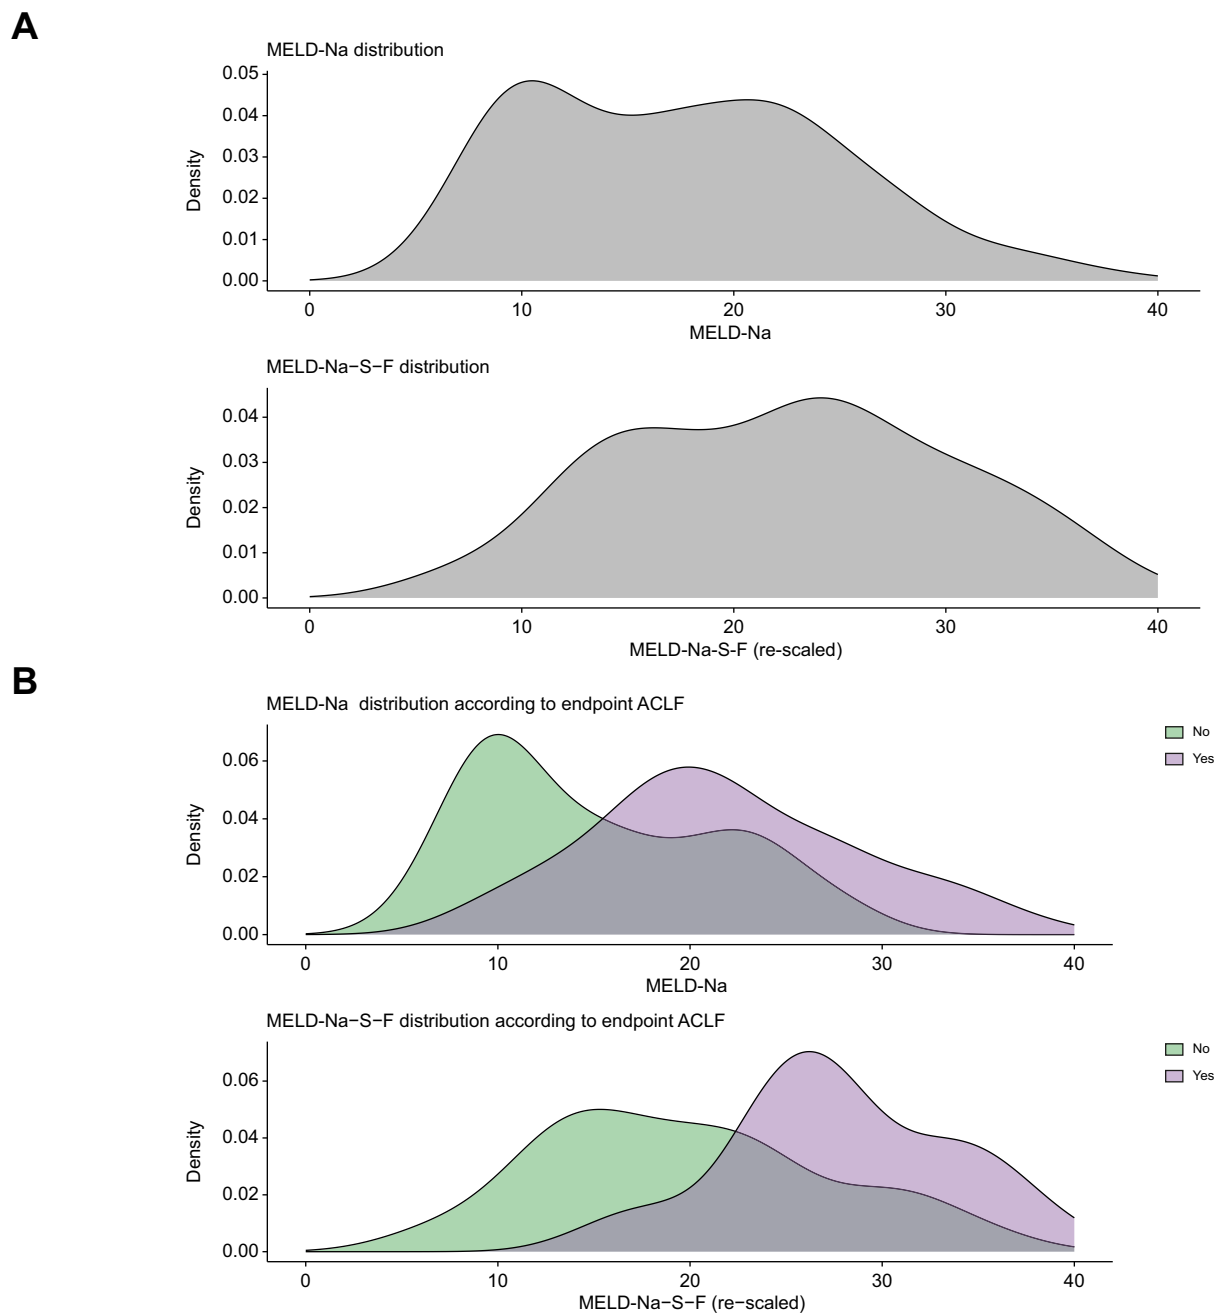 A
MELD-Na distribution
0.05
0.04
0.03
0.02
0.01
0.00
Density
0 10 20 30 40
MELD-Na
MELD-Na−S−F distribution
0.04
0.03
0.02
0.01
0.00
Density
0 10 20 30 40
MELD-Na-S-F (re-scaled)
B
MELD-Na  distribution according to endpoint ACLF
No
Yes
0.06
0.04
0.02
0.00
Density
0 10 20 30 40
MELD-Na
MELD-Na−S−F distribution according to endpoint ACLF
No
Yes
0.06
0.04
0.02
0.00
Density
0 10 20 30 40
MELD-Na−S−F (re−scaled)